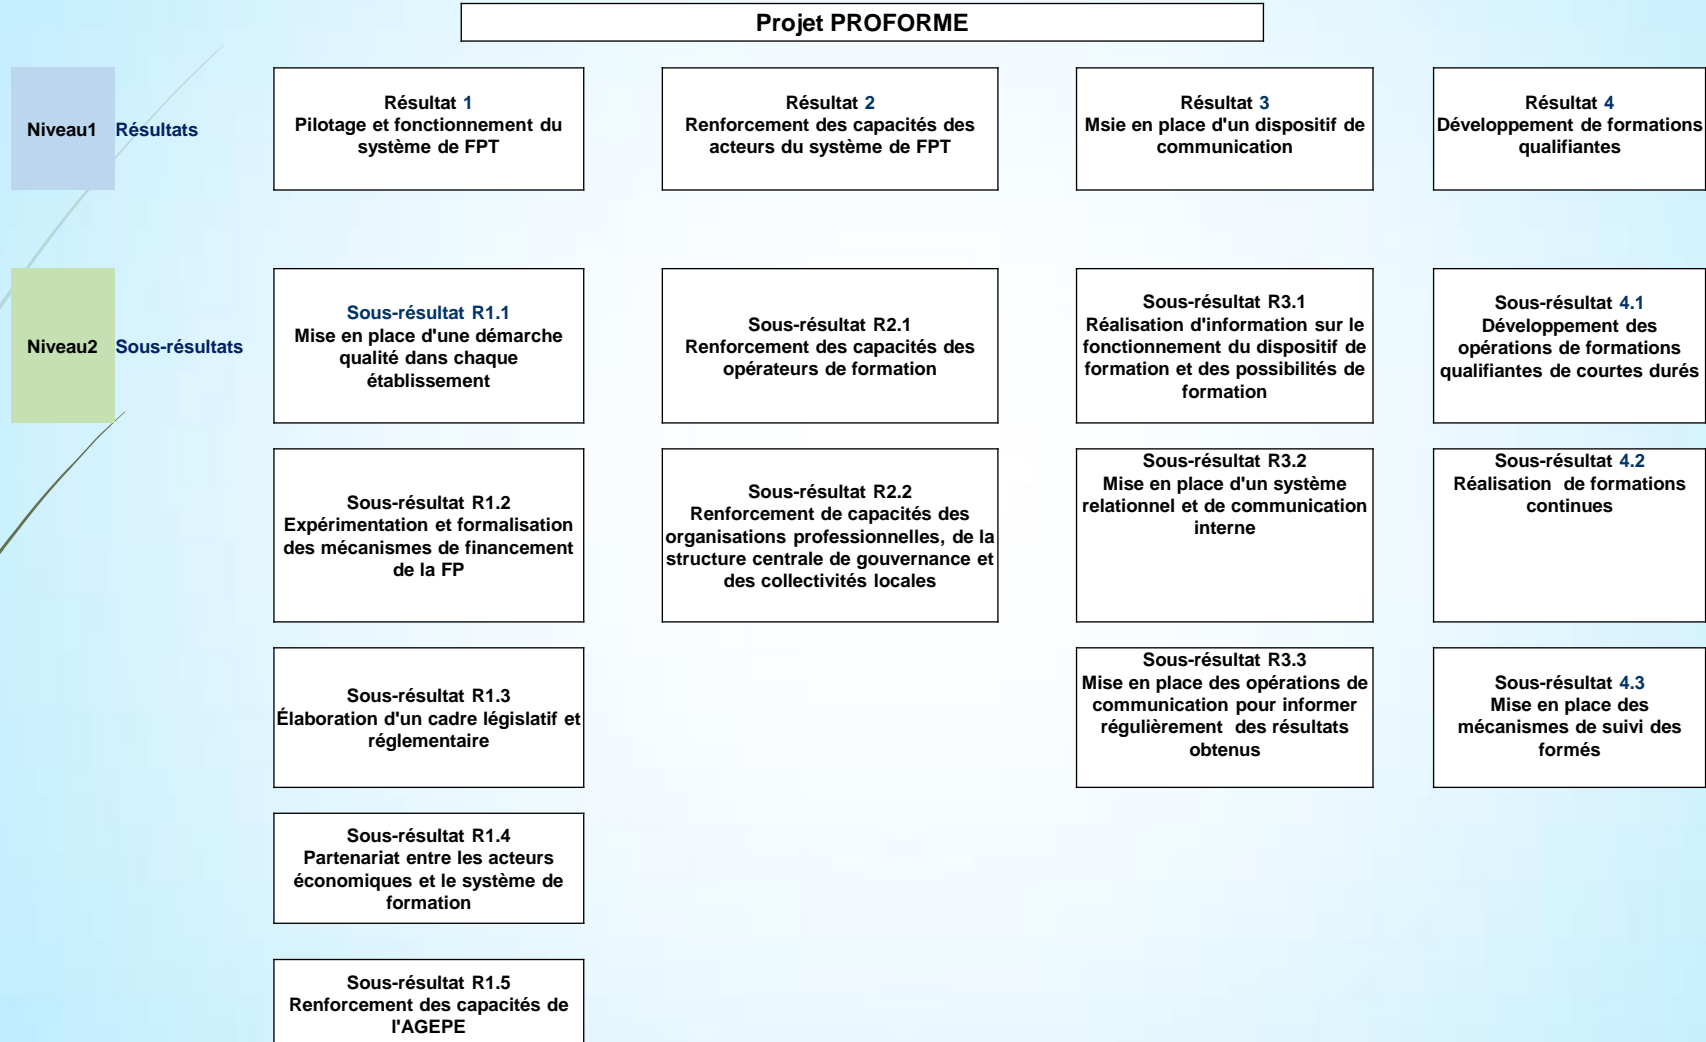 Projet PROFORME
Niveau1
Résultats
Résultat 1
Pilotage et fonctionnement du
système de FPT
Résultat 2
Renforcement des capacités des
acteurs du système de FPT
Résultat 3
Msie en place d'un dispositif de
communication
Résultat 4
Développement de formations
qualifiantes
Niveau2
Sous-résultats
Sous-résultat R1.1
Mise en place d'une démarche
qualité dans chaque
établissement
Sous-résultat R2.1
Renforcement des capacités des
opérateurs de formation
Sous-résultat R3.1
Réalisation d'information sur le
fonctionnement du dispositif de
formation et des possibilités de
formation
Sous-résultat 4.1
Développement des
opérations de formations
qualifiantes de courtes durés
Sous-résultat R1.2
Expérimentation et formalisation
des mécanismes de financement
de la FP
Sous-résultat R2.2
Renforcement de capacités des
organisations professionnelles, de la
structure centrale de gouvernance et
des collectivités locales
Sous-résultat R3.2
Mise en place d'un système
relationnel et de communication
interne
Sous-résultat 4.2
Réalisation de formations
continues
Sous-résultat R1.3
Élaboration d'un cadre législatif et
réglementaire
Sous-résultat R3.3
Mise en place des opérations de
communication pour informer
régulièrement des résultats
obtenus
Sous-résultat 4.3
Mise en place des
mécanismes de suivi des
formés
Sous-résultat R1.4
Partenariat entre les acteurs
économiques et le système de
formation
Sous-résultat R1.5
Renforcement des capacités de
l'AGEPE